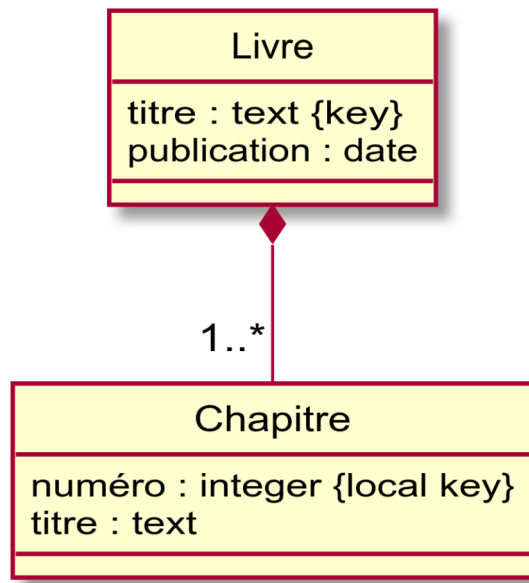 Livre
titre : text {key}
publication : date
1..*
Chapitre
numéro : integer {local key}
titre : text